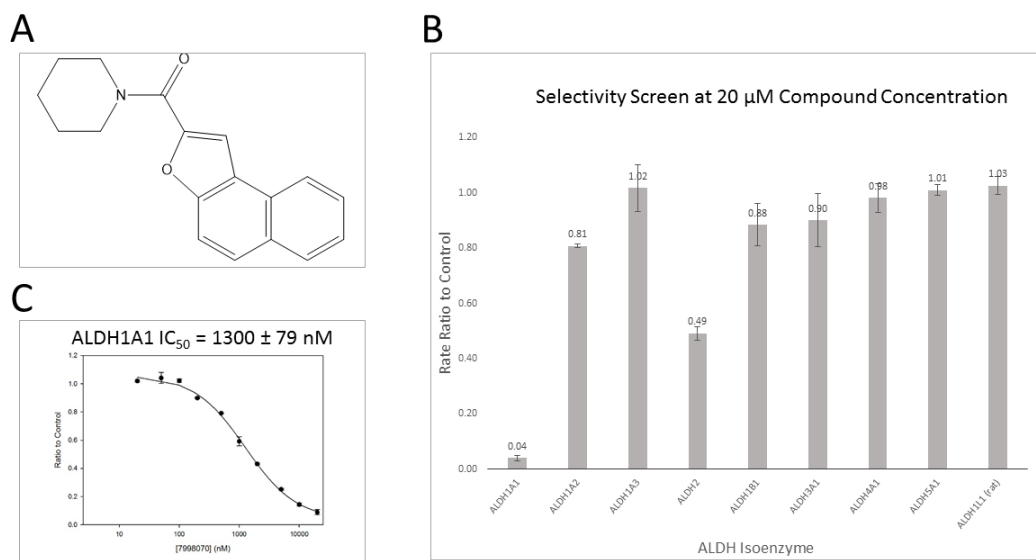 A
O
N
O
C
ALDH1A1 IC50 = 1300 ± 79 nM
Ratio to Control
1.2
1.0
0.8
0.6
0.4
0.2
0.0
10
100
1000
10000
[7998070] (nM)
B
Selectivity Screen at 20 µM Compound Concentration
Rate Ratio to Control
1.20
1.00
0.80
0.60
0.40
0.20
0.00
0.04
0.81
1.02
0.49
0.88
0.90
0.98
1.01
1.03
ALDH1A1
ALDH1A2
ALDH1A3
ALDH2
ALDH1B1
ALDH3A1
ALDH4A1
ALDH5A1
ALDH1L1 (rat)
ALDH Isoenzyme